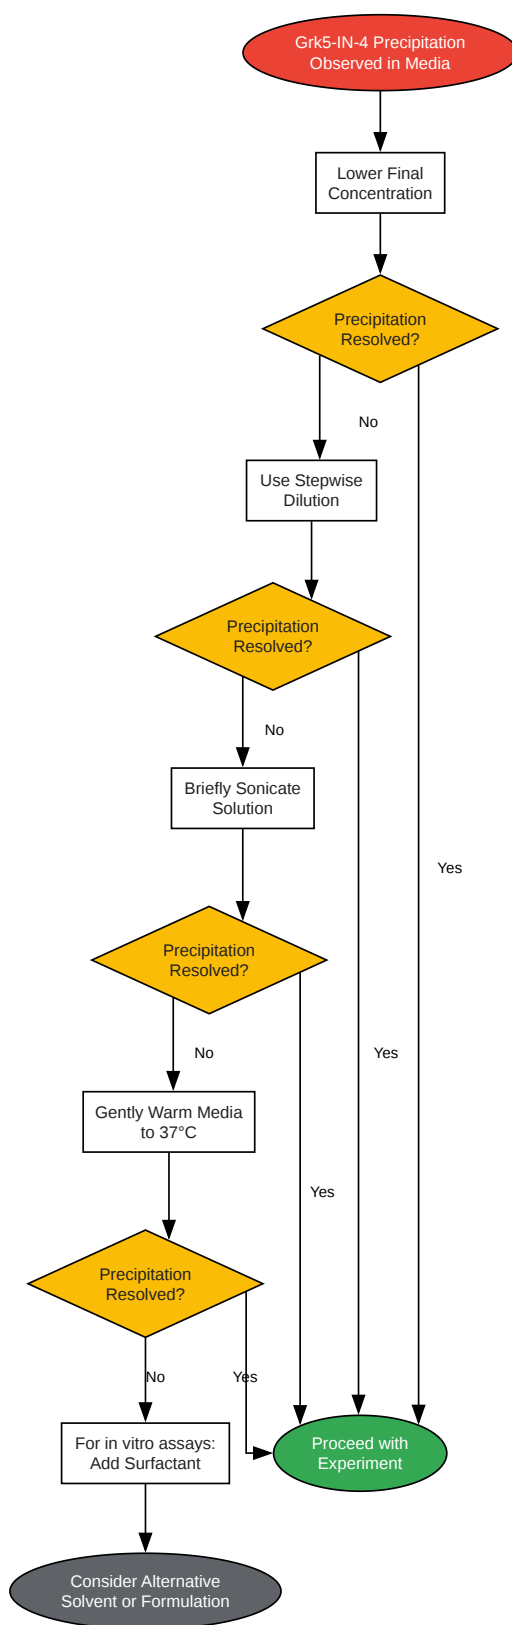 Grk5-IN-4 Precipitation
Observed in Media
Lower Final
Concentration
Precipitation
Resolved?
No
Use Stepwise
Dilution
Precipitation
Resolved?
No
Briefly Sonicate
Solution
Yes
Precipitation
Resolved?
No
Yes
Gently Warm Media
to 37°C
Yes
Precipitation
Resolved?
No
Yes
For in vitro assays:
Add Surfactant
Proceed with
Experiment
Consider Alternative
Solvent or Formulation